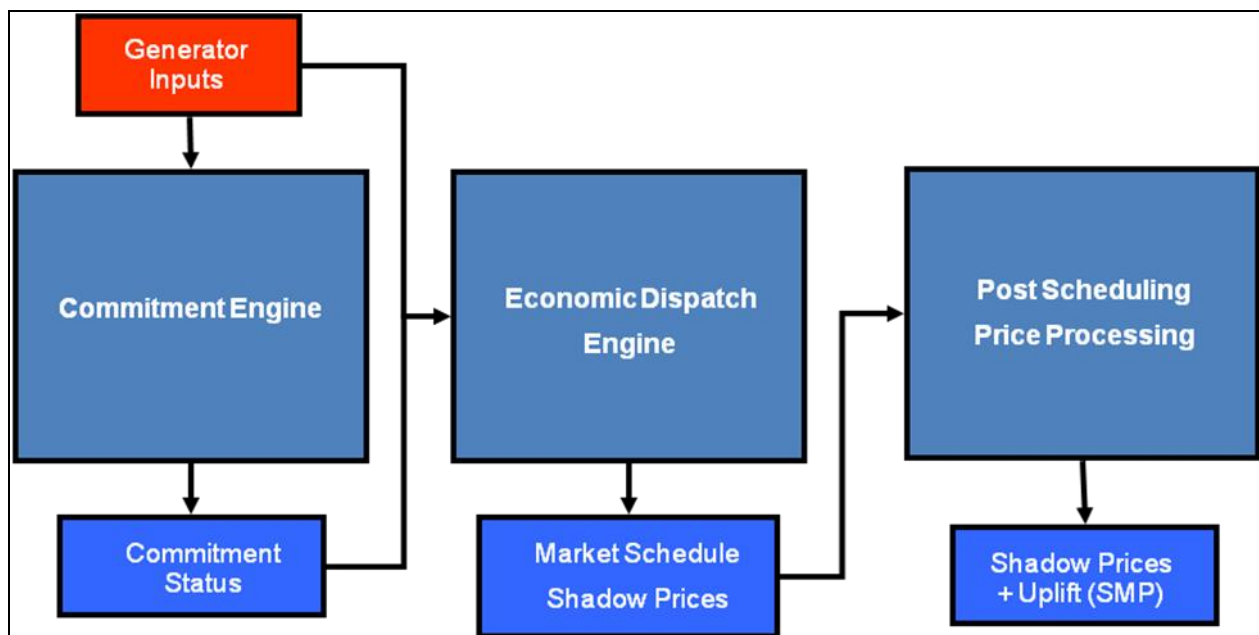 Generator
Inputs
Commitment Engine
Commitment
Status
Economic Dispatch
Engine
Market Schedule
Shadow Prices
Post Scheduling
Price Processing
Shadow Prices
+ Uplift (SMP)